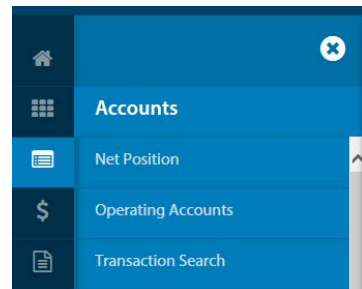 Accounts
Net Position
Operating Accounts
$
Transaction Search